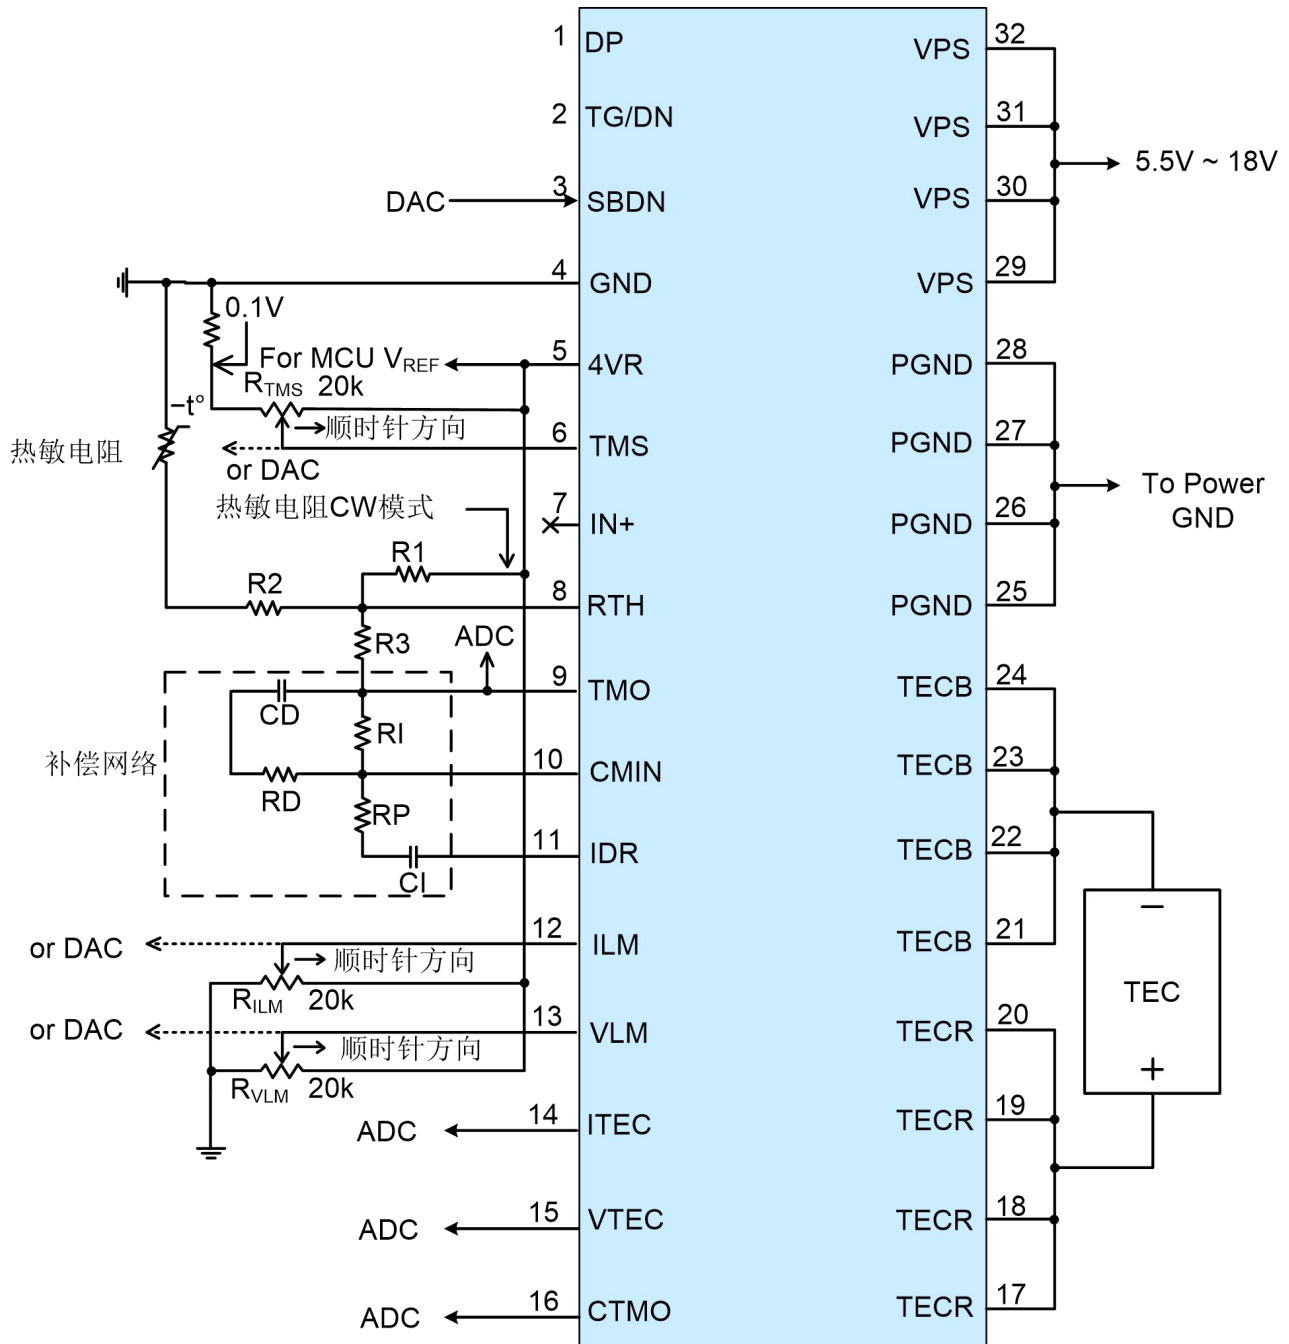 1 DP VPS 32
2 TG/DN VPS 31
5.5V ~ 18V
DAC 3 SBDN VPS 30
4 GND VPS 29
0.1V
For MCU VREF 5 4VR PGND 28
RTMS 20k
–t°
顺时针方向 6 TMS PGND 27
热敏电阻
or DAC
To Power
GND
热敏电阻CW模式 7 IN+ PGND 26
R1
R2 8 RTH PGND 25
R3 ADC
9 TMO TECB 24
CD
RI
补偿网络 10 CMIN TECB 23
RD RP
11 IDR TECB 22
CI
or DAC 12 ILM TECB 21
顺时针方向
RILM 20k
TEC
−
+
or DAC 13 VLM TECR 20
顺时针方向
RVLM 20k
ADC 14 ITEC TECR 19
ADC 15 VTEC TECR 18
ADC 16 CTMO TECR 17